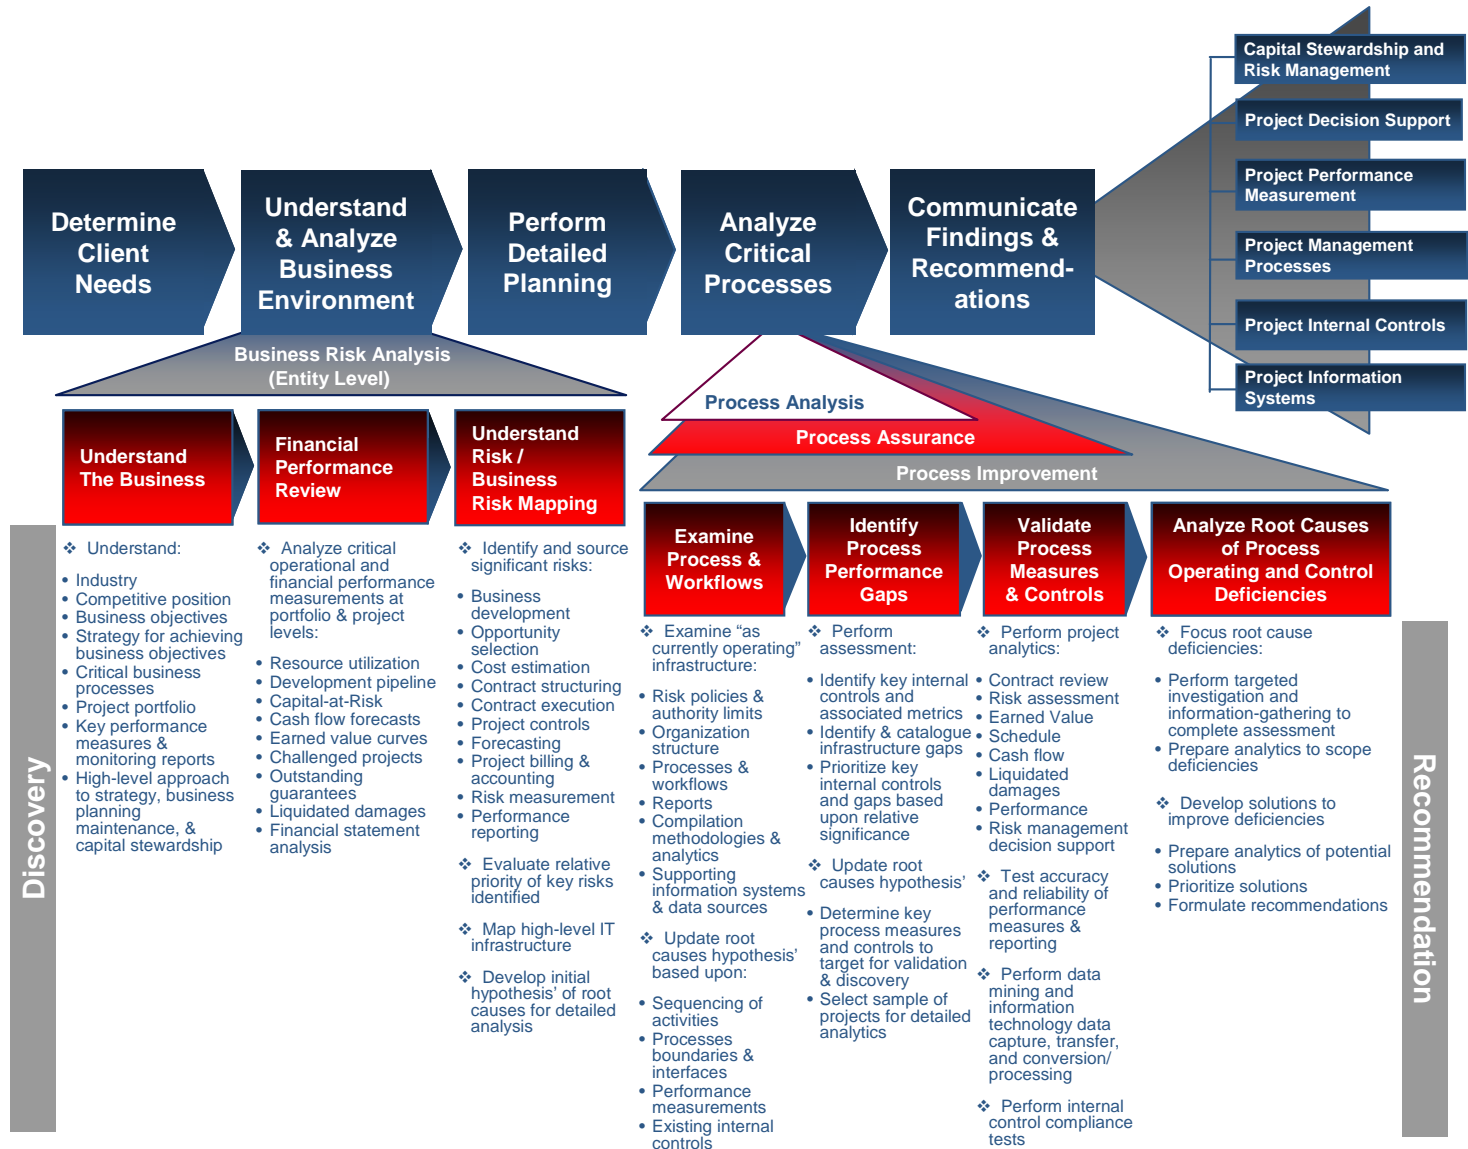 Capital Stewardship and
Risk Management
Project Decision Support
Project Performance
Measurement
Project Management
Processes
Project Internal Controls
Project Information
Systems
Determine
Client
Needs
Understand
& Analyze
Business
Environment
Perform
Detailed
Planning
Analyze
Critical
Processes
Communicate
Findings &
Recommend-
ations
Business Risk Analysis
(Entity Level)
Process Analysis
Process Assurance
Process Improvement
Understand
The Business
Financial
Performance
Review
Understand
Risk /
Business
Risk Mapping
Examine
Process &
Workflows
Identify
Process
Performance
Gaps
Validate
Process
Measures
& Controls
Analyze Root Causes
of Process
Operating and Control
Deficiencies
Discovery
❖ Understand:
• Industry
• Competitive position
• Business objectives
• Strategy for achieving
business objectives
• Critical business
processes
• Project portfolio
• Key performance
measures &
monitoring reports
• High-level approach
to strategy, business
planning
maintenance, &
capital stewardship
❖ Analyze critical
operational and
financial performance
measurements at
portfolio & project
levels:
• Resource utilization
• Development pipeline
• Capital-at-Risk
• Cash flow forecasts
• Earned value curves
• Challenged projects
• Outstanding
guarantees
• Liquidated damages
• Financial statement
analysis
❖ Identify and source
significant risks:
• Business
development
• Opportunity
selection
• Cost estimation
• Contract structuring
• Contract execution
• Project controls
• Forecasting
• Project billing &
accounting
• Risk measurement
• Performance
reporting
❖ Evaluate relative
priority of key risks
identified
❖ Map high-level IT
infrastructure
❖ Develop initial
hypothesis’ of root
causes for detailed
analysis
❖ Examine “as
currently operating”
infrastructure:
• Risk policies &
authority limits
• Organization
structure
• Processes &
workflows
• Reports
• Compilation
methodologies &
analytics
• Supporting
information systems
& data sources
❖ Update root
causes hypothesis’
based upon:
• Sequencing of
activities
• Processes
boundaries &
interfaces
• Performance
measurements
• Existing internal
controls
❖ Perform
assessment:
• Identify key internal
controls and
associated metrics
• Identify & catalogue
infrastructure gaps
• Prioritize key
internal controls
and gaps based
upon relative
significance
❖ Update root
causes hypothesis’
• Determine key
process measures
and controls to
target for validation
& discovery
• Select sample of
projects for detailed
analytics
❖ Perform project
analytics:
• Contract review
• Risk assessment
• Earned Value
• Schedule
• Cash flow
• Liquidated
damages
• Performance
• Risk management
decision support
❖ Test accuracy
and reliability of
performance
measures &
reporting
❖ Perform data
mining and
information
technology data
capture, transfer,
and conversion/
processing
❖ Perform internal
control compliance
tests
❖ Focus root cause
deficiencies:
• Perform targeted
investigation and
information-gathering to
complete assessment
• Prepare analytics to scope
deficiencies
❖ Develop solutions to
improve deficiencies
• Prepare analytics of potential
solutions
• Prioritize solutions
• Formulate recommendations
Recommendation